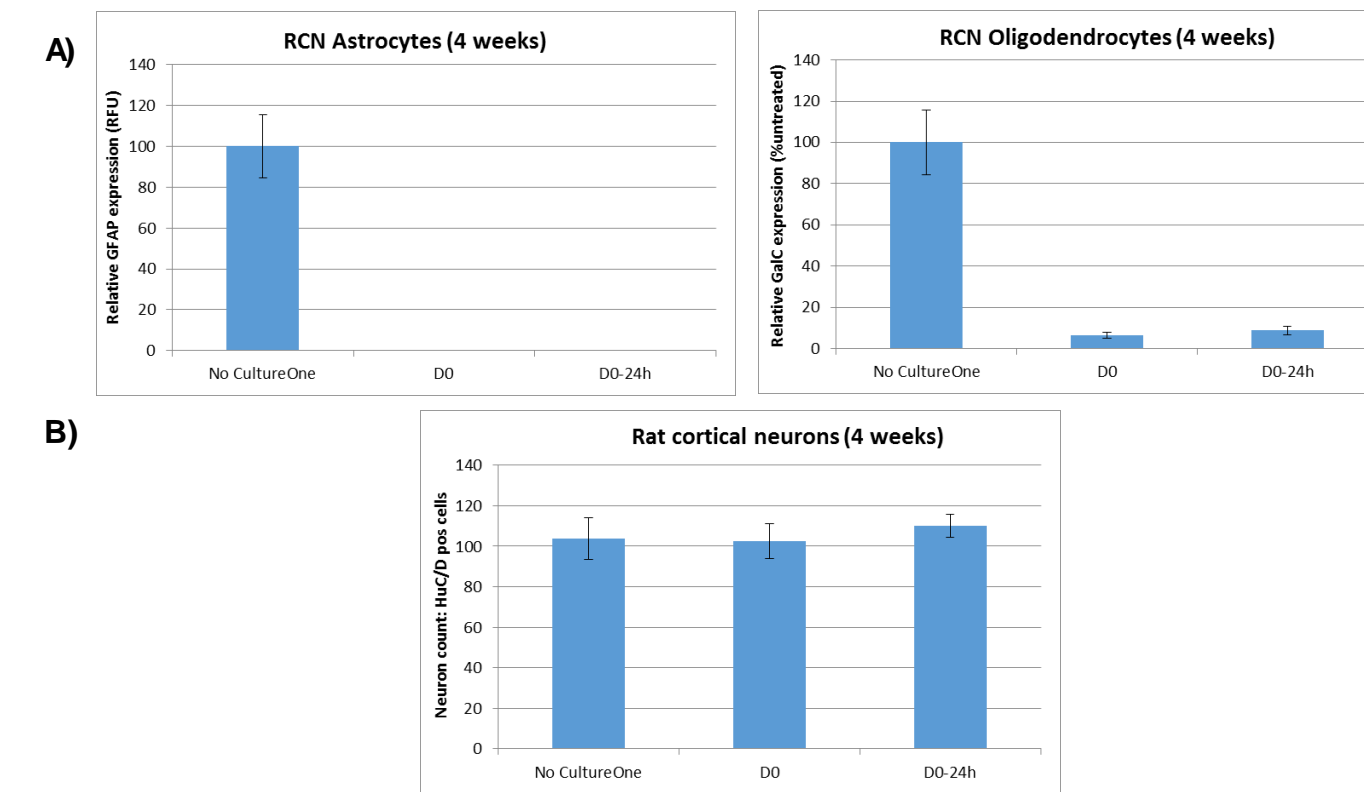 A)
RCN Astrocytes (4 weeks)
Relative GFAP expression (RFU)
140
120
100
80
60
40
20
0
No CultureOne
D0
D0-24h
RCN Oligodendrocytes (4 weeks)
Relative GalC expression (%untreated)
140
120
100
80
60
40
20
0
No CultureOne
D0
D0-24h
B)
Rat cortical neurons (4 weeks)
Neuron count: HuC/D pos cells
140
120
100
80
60
40
20
0
No CultureOne
D0
D0-24h